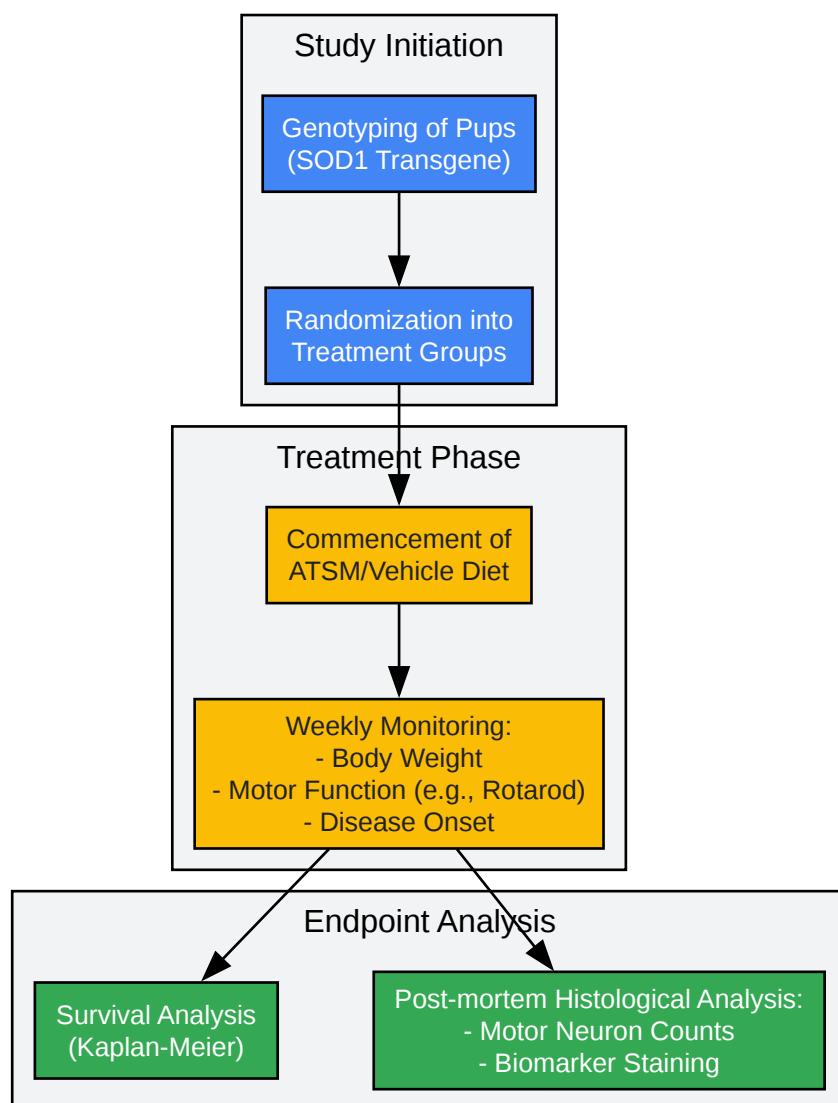 Study Initiation
Genotyping of Pups
(SOD1 Transgene)
Randomization into
Treatment Groups
Treatment Phase
Commencement of
ATSM/Vehicle Diet
Weekly Monitoring:
- Body Weight
- Motor Function (e.g., Rotarod)
- Disease Onset
Endpoint Analysis
Survival Analysis
(Kaplan-Meier)
Post-mortem Histological Analysis:
- Motor Neuron Counts
- Biomarker Staining